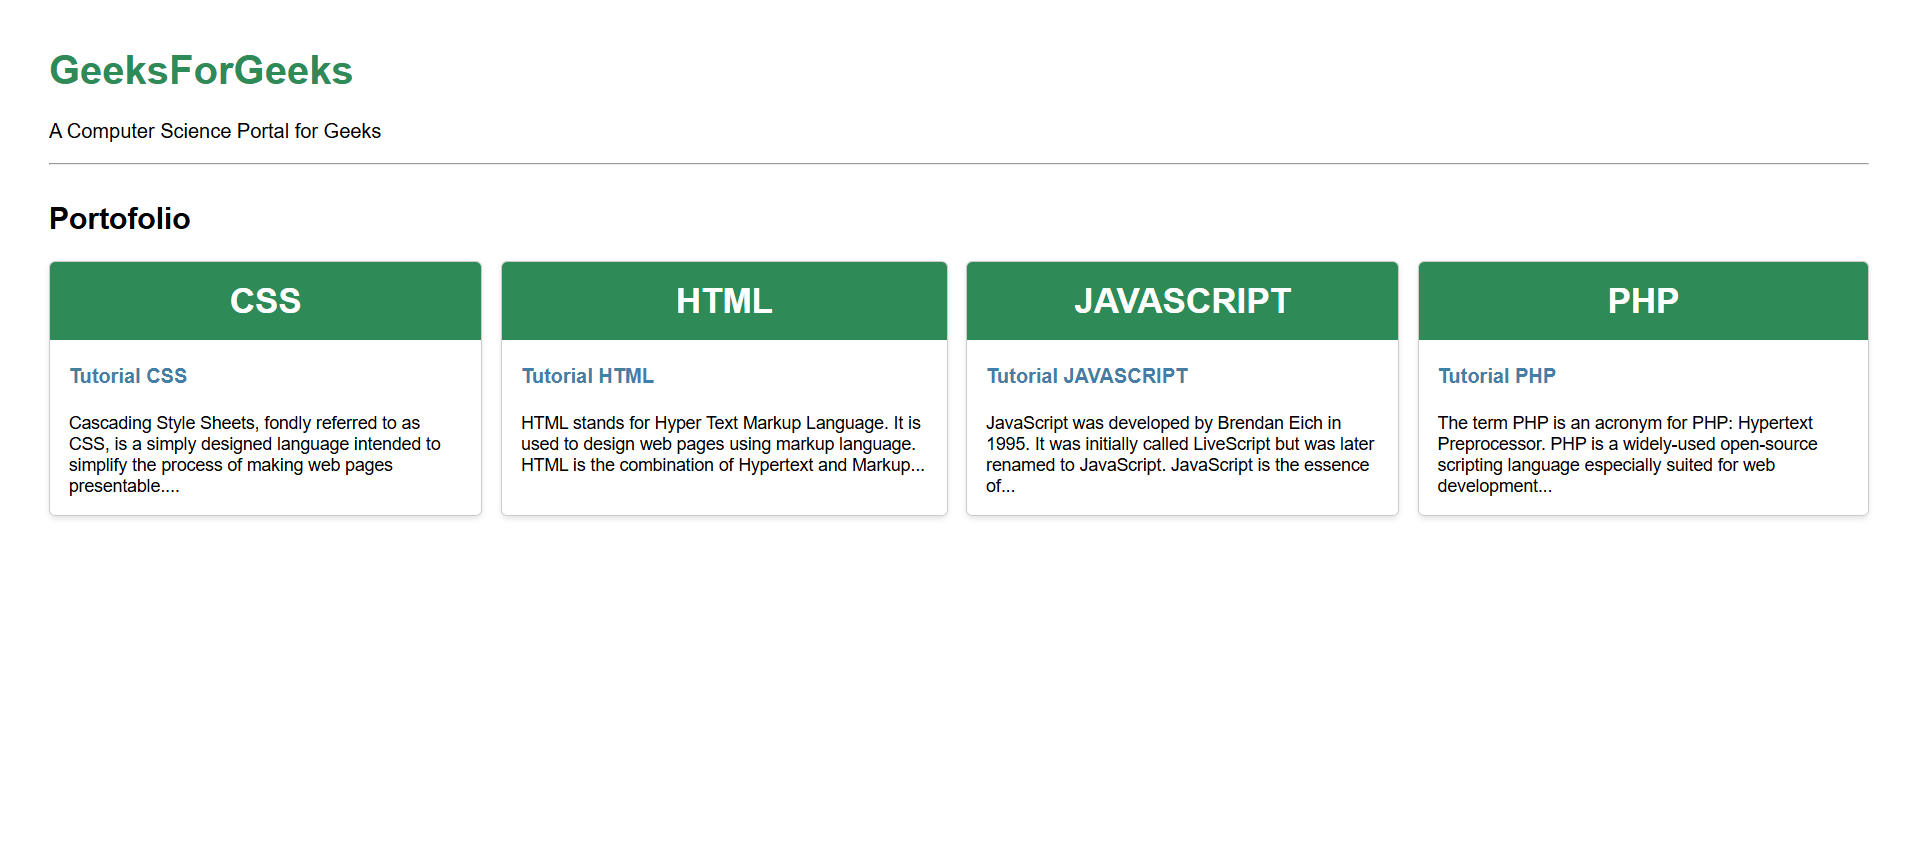 GeeksForGeeks
A Computer Science Portal for Geeks
Portofolio
CSS
Tutorial CSS
Cascading Style Sheets, fondly referred to as
CSS, is a simply designed language intended to
simplify the process of making web pages
presentable....
HTML
Tutorial HTML
HTML stands for Hyper Text Markup Language. It is
used to design web pages using markup language.
HTML is the combination of Hypertext and Markup...
JAVASCRIPT
Tutorial JAVASCRIPT
JavaScript was developed by Brendan Eich in
1995. It was initially called LiveScript but was later
renamed to JavaScript. JavaScript is the essence
of...
PHP
Tutorial PHP
The term PHP is an acronym for PHP: Hypertext
Preprocessor. PHP is a widely-used open-source
scripting language especially suited for web
development...